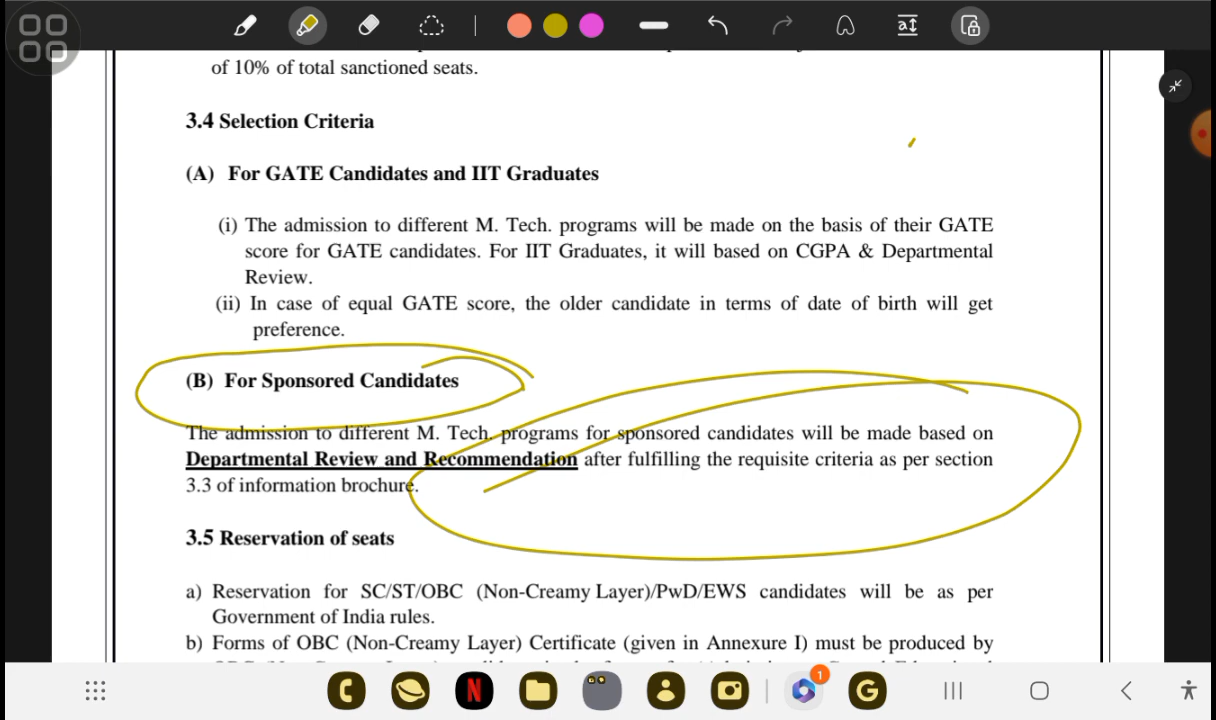 of 10% of total sanctioned seats.
3.4 Selection Criteria
(A) For GATE Candidates and IIT Graduates
(i) The admission to different M. Tech. programs will be made on the basis of their GATE
score for GATE candidates. For IIT Graduates, it will based on CGPA & Departmental
Review.
(ii) In case of equal GATE score, the older candidate in terms of date of birth will get
preference.
(B) For Sponsored Candidates
The admission to different M. Tech. programs for sponsored candidates will be made based on
Departmental Review and Recommendation after fulfilling the requisite criteria as per section
3.3 of information brochure.
3.5 Reservation of seats
a) Reservation for SC/ST/OBC (Non-Creamy Layer)/PwD/EWS candidates will be as per
Government of India rules.
b) Forms of OBC (Non-Creamy Layer) Certificate (given in Annexure I) must be produced by
N
1
G